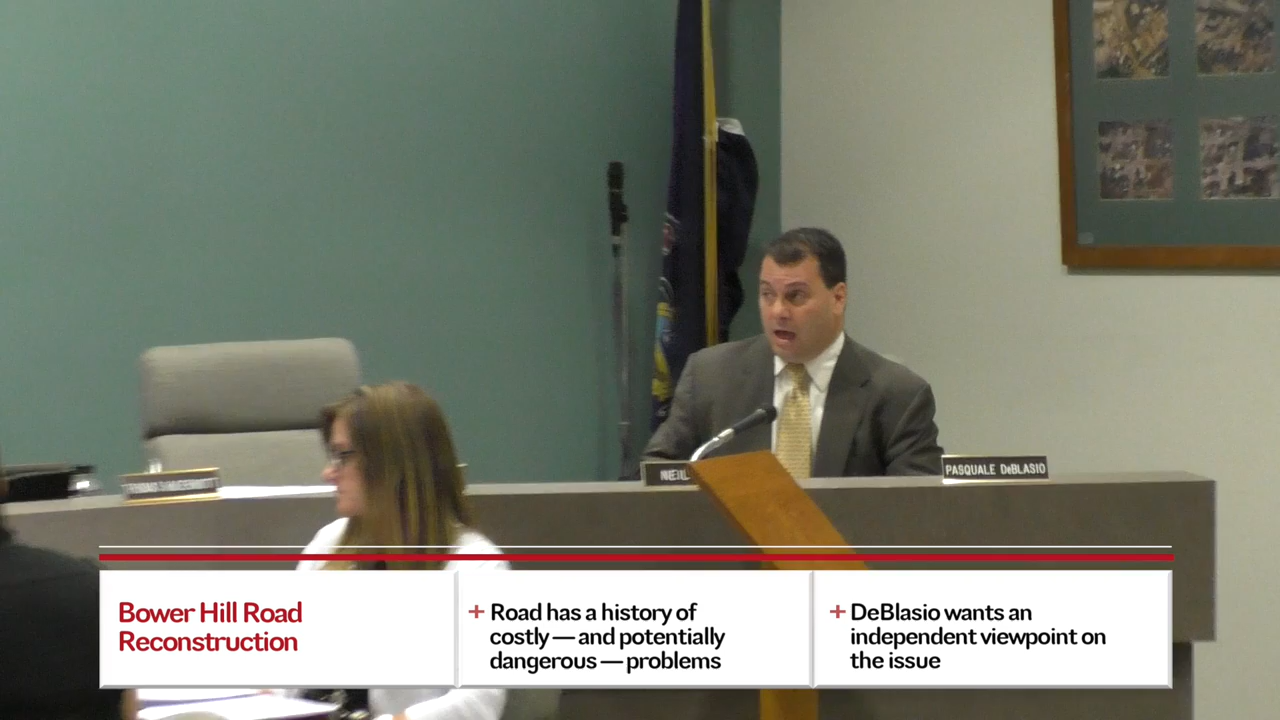 NEIL
PASQUALE DeBLASIO
Bower Hill Road
Reconstruction
+ Road has a history of
costly — and potentially
dangerous — problems
+ DeBlasio wants an
independent viewpoint on
the issue